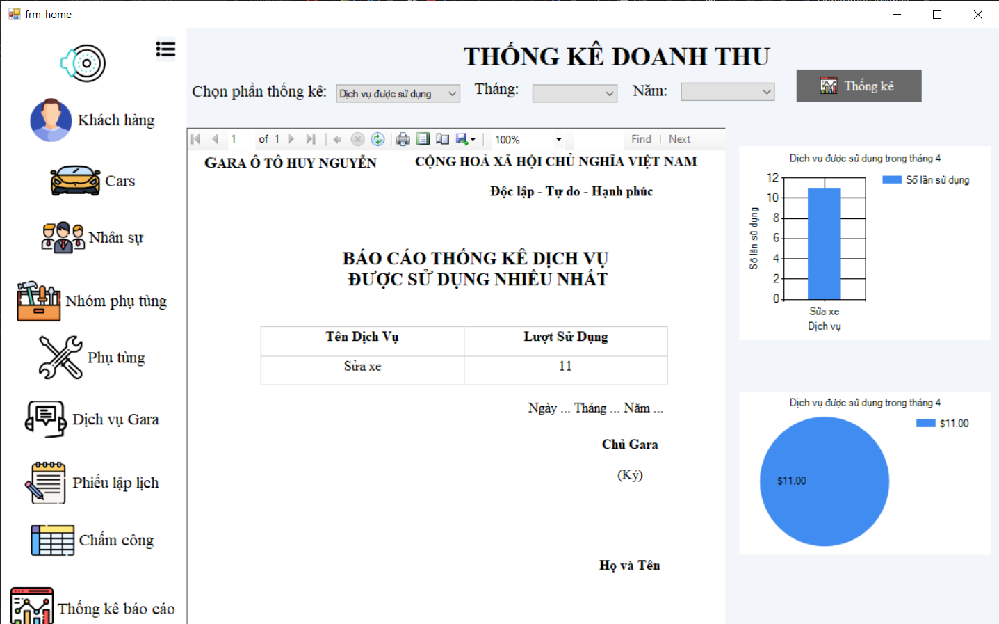 frm_home
Khách hàng
Cars
Nhân sự
Nhóm phụ tùng
Phụ tùng
Dịch vụ Gara
Phiếu lập lịch
Chấm công
Thống kê báo cáo
THỐNG KÊ DOANH THU
Chọn phần thống kê: Dịch vụ được sử dụng Tháng: Năm: Thống kê
1 of 1 100% Find | Next
GARA Ô TÔ HUY NGUYỄN
CỘNG HOÀ XÃ HỘI CHỦ NGHĨA VIỆT NAM
Độc lập - Tự do - Hạnh phúc
BÁO CÁO THỐNG KÊ DỊCH VỤ
ĐƯỢC SỬ DỤNG NHIỀU NHẤT
Tên Dịch Vụ Lượt Sử Dụng
Sửa xe 11
Ngày ... Tháng ... Năm ...
Chủ Gara
(Ký)
Họ và Tên
Dịch vụ được sử dụng trong tháng 4
Số lần sử dụng
12
10
8
6
4
2
0
Số lần sử dụng
Sửa xe
Dịch vụ
Dịch vụ được sử dụng trong tháng 4
$11.00
$11.00